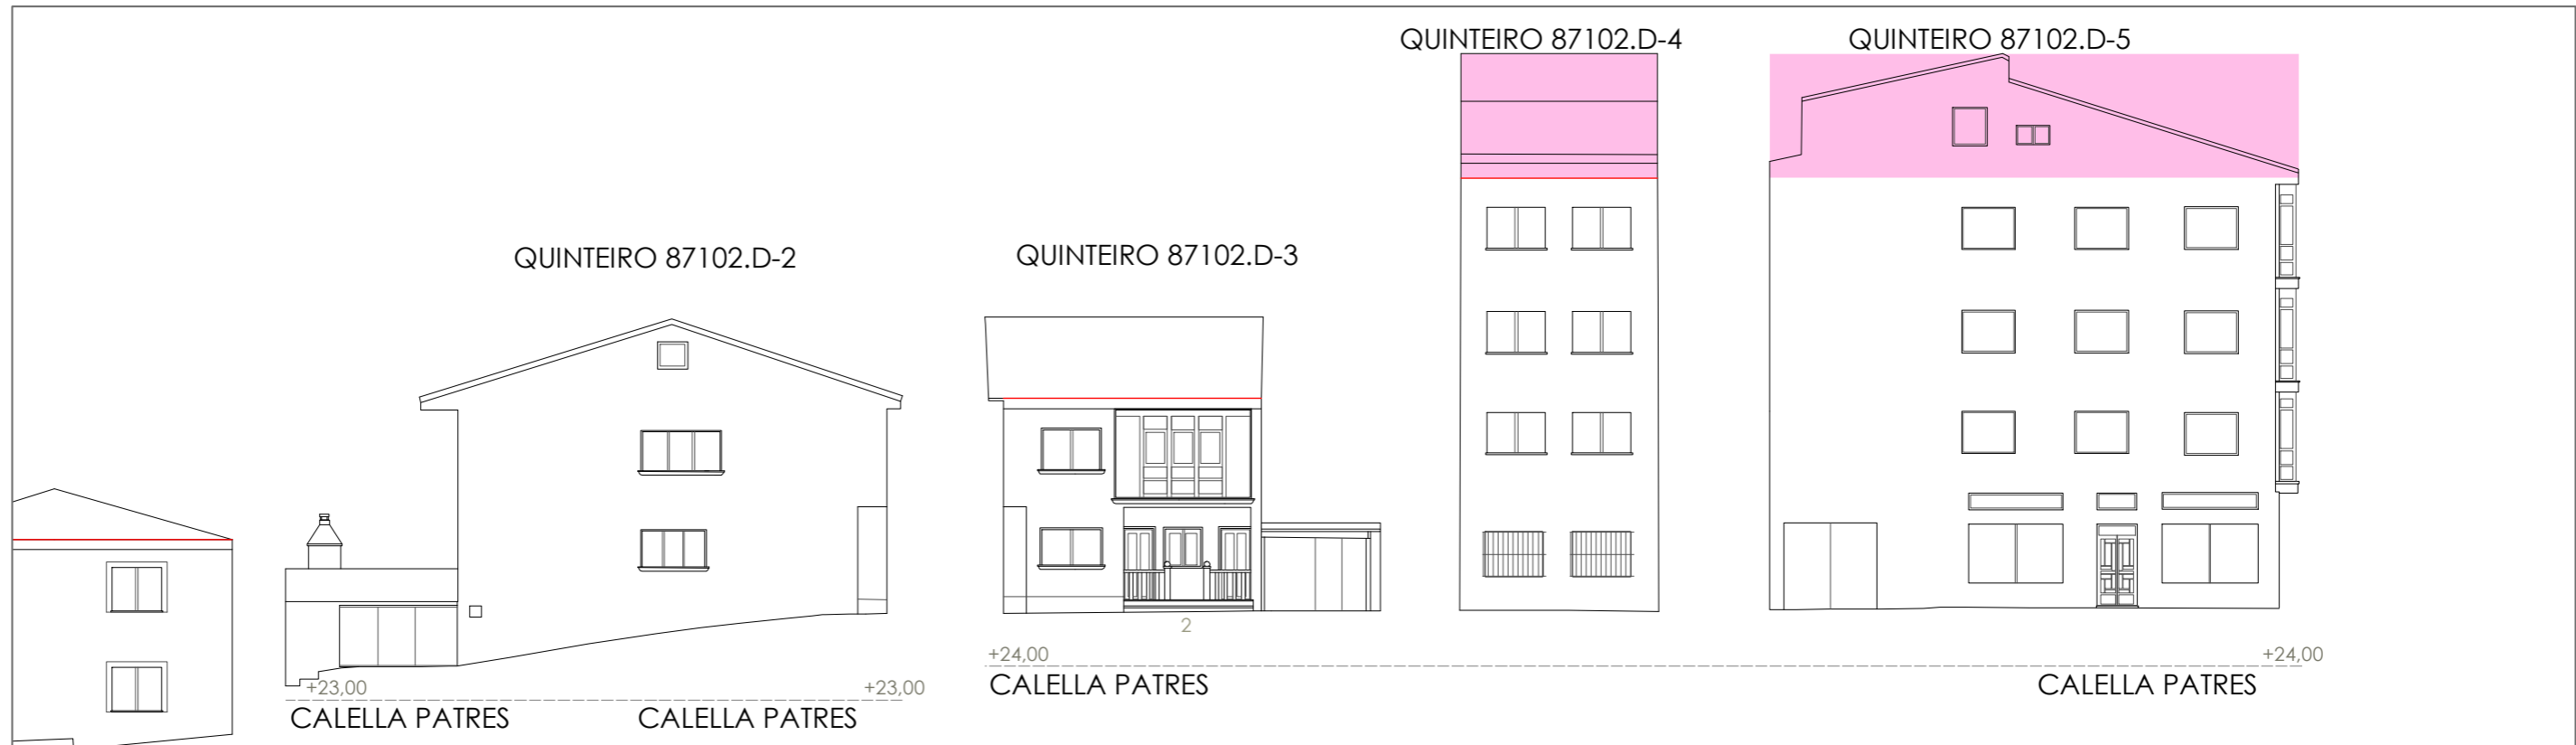 QUINTEIRO 87102.D-4
QUINTEIRO 87102.D-5
QUINTEIRO 87102.D-2
QUINTEIRO 87102.D-3
2
+24,00
+24,00
CALELLA PATRES
CALELLA PATRES
+23,00
+23,00
CALELLA PATRES
CALELLA PATRES